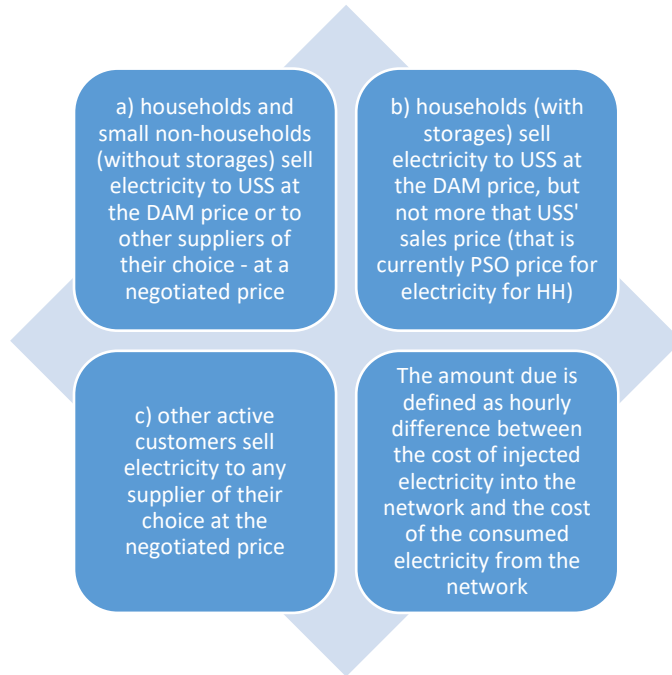 a) households and
small non-households
(without storages) sell
electricity to USS at
the DAM price or to
other suppliers of
their choice - at a
negotiated price
b) households (with
storages) sell
electricity to USS at
the DAM price, but
not more that USS'
sales price (that is
currently PSO price for
electricity for HH)
c) other active
customers sell
electricity to any
supplier of their
choice at the
negotiated price
The amount due is
defined as hourly
difference between
the cost of injected
electricity into the
network and the cost
of the consumed
electricity from the
network